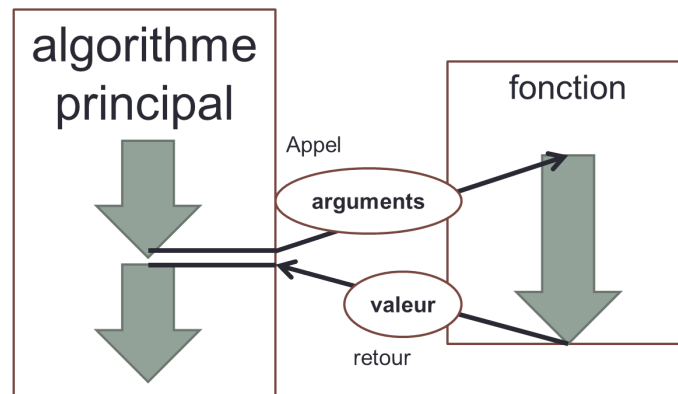 algorithme
principal
fonction
Appel
arguments
valeur
retour